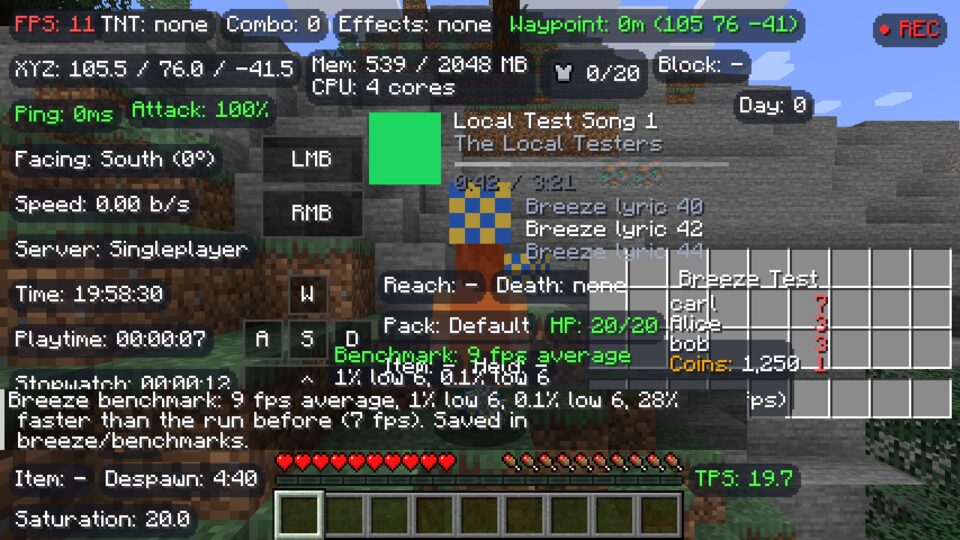 FPS: 11 TNT: none Combo: 0 Effects: none Waypoint: 0m (105 76 -41) ● REC
XYZ: 105.5 / 76.0 / -41.5
Mem: 539 / 2048 MB
CPU: 4 cores
0/20
Block: -
Day: 0
Ping: 0ms
Attack: 100%
Local Test Song 1
The Local Testers
0:42 / 3:21
Facing: South (0°)
LMB
Speed: 0.00 b/s
RMB
Breeze lyric 40
Breeze lyric 42
Breeze lyric 44
Server: Singleplayer
Reach: - Death: none
Breeze Test
Time: 19:58:30
W
carl 7
Alice 3
bob 3
Coins: 1,250 1
Pack: Default HP: 20/20
Playtime: 00:00:07
A S D
Benchmark: 9 fps average
Item: - Held: -
1% low 6, 0.1% low 6
Stopwatch: 00:00:12
^
Breeze benchmark: 9 fps average, 1% low 6, 0.1% low 6, 28%
faster than the run before (7 fps). Saved in
breeze/benchmarks.
fps)
Item: - Despawn: 4:40
TPS: 19.7
Saturation: 20.0